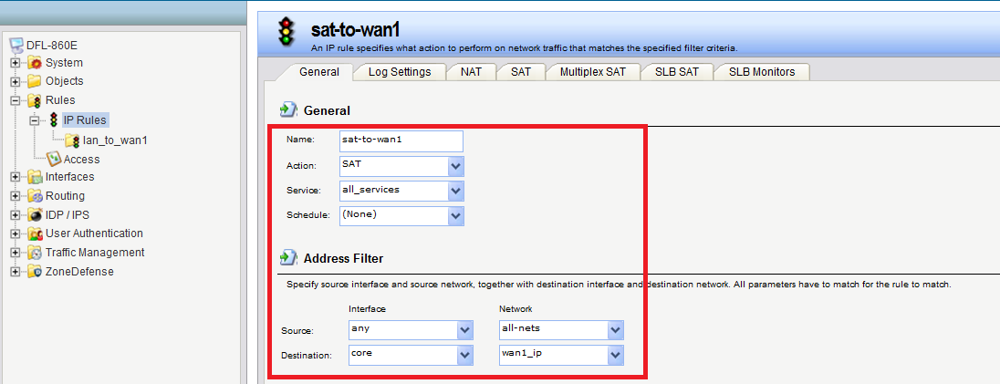 DFL-860E
System
Objects
Rules
IP Rules
lan_to_wan1
Access
Interfaces
Routing
IDP / IPS
User Authentication
Traffic Management
ZoneDefense
sat-to-wan1
An IP rule specifies what action to perform on network traffic that matches the specified filter criteria.
General Log Settings NAT SAT Multiplex SAT SLB SAT SLB Monitors
General
Name: sat-to-wan1
Action: SAT
Service: all_services
Schedule: (None)
Address Filter
Specify source interface and source network, together with destination interface and destination network. All parameters have to match for the rule to match.
Interface Network
Source: any all-nets
Destination: core wan1_ip